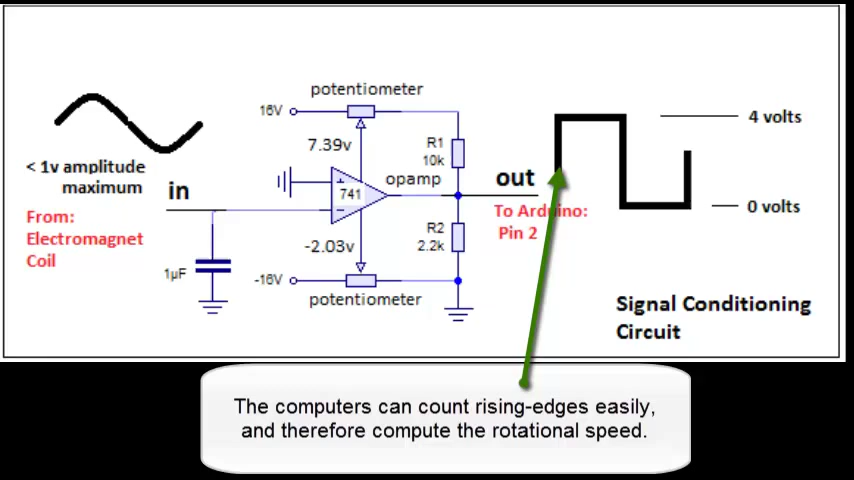 potentiometer
16V
4 volts
7.39v
R1
10k
< 1v amplitude
maximum
in
+
741
-
opamp
out
From:
Electromagnet
Coil
To Arduino:
Pin 2
0 volts
R2
2.2k
-2.03v
1µF
-16V
potentiometer
Signal Conditioning
Circuit
The computers can count rising-edges easily,
and therefore compute the rotational speed.